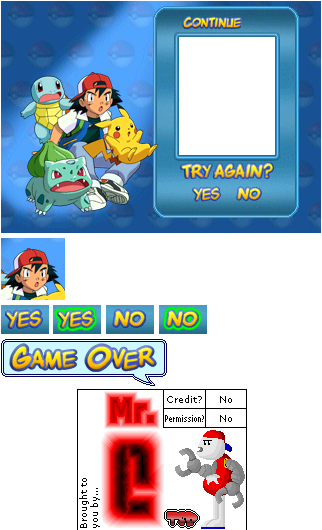 CONTINUE
TRY AGAIN?
YES NO
YES YES NO NO
GAME OVER
Mr.
C
Credit? No
Permission? No
Brought to
you by...